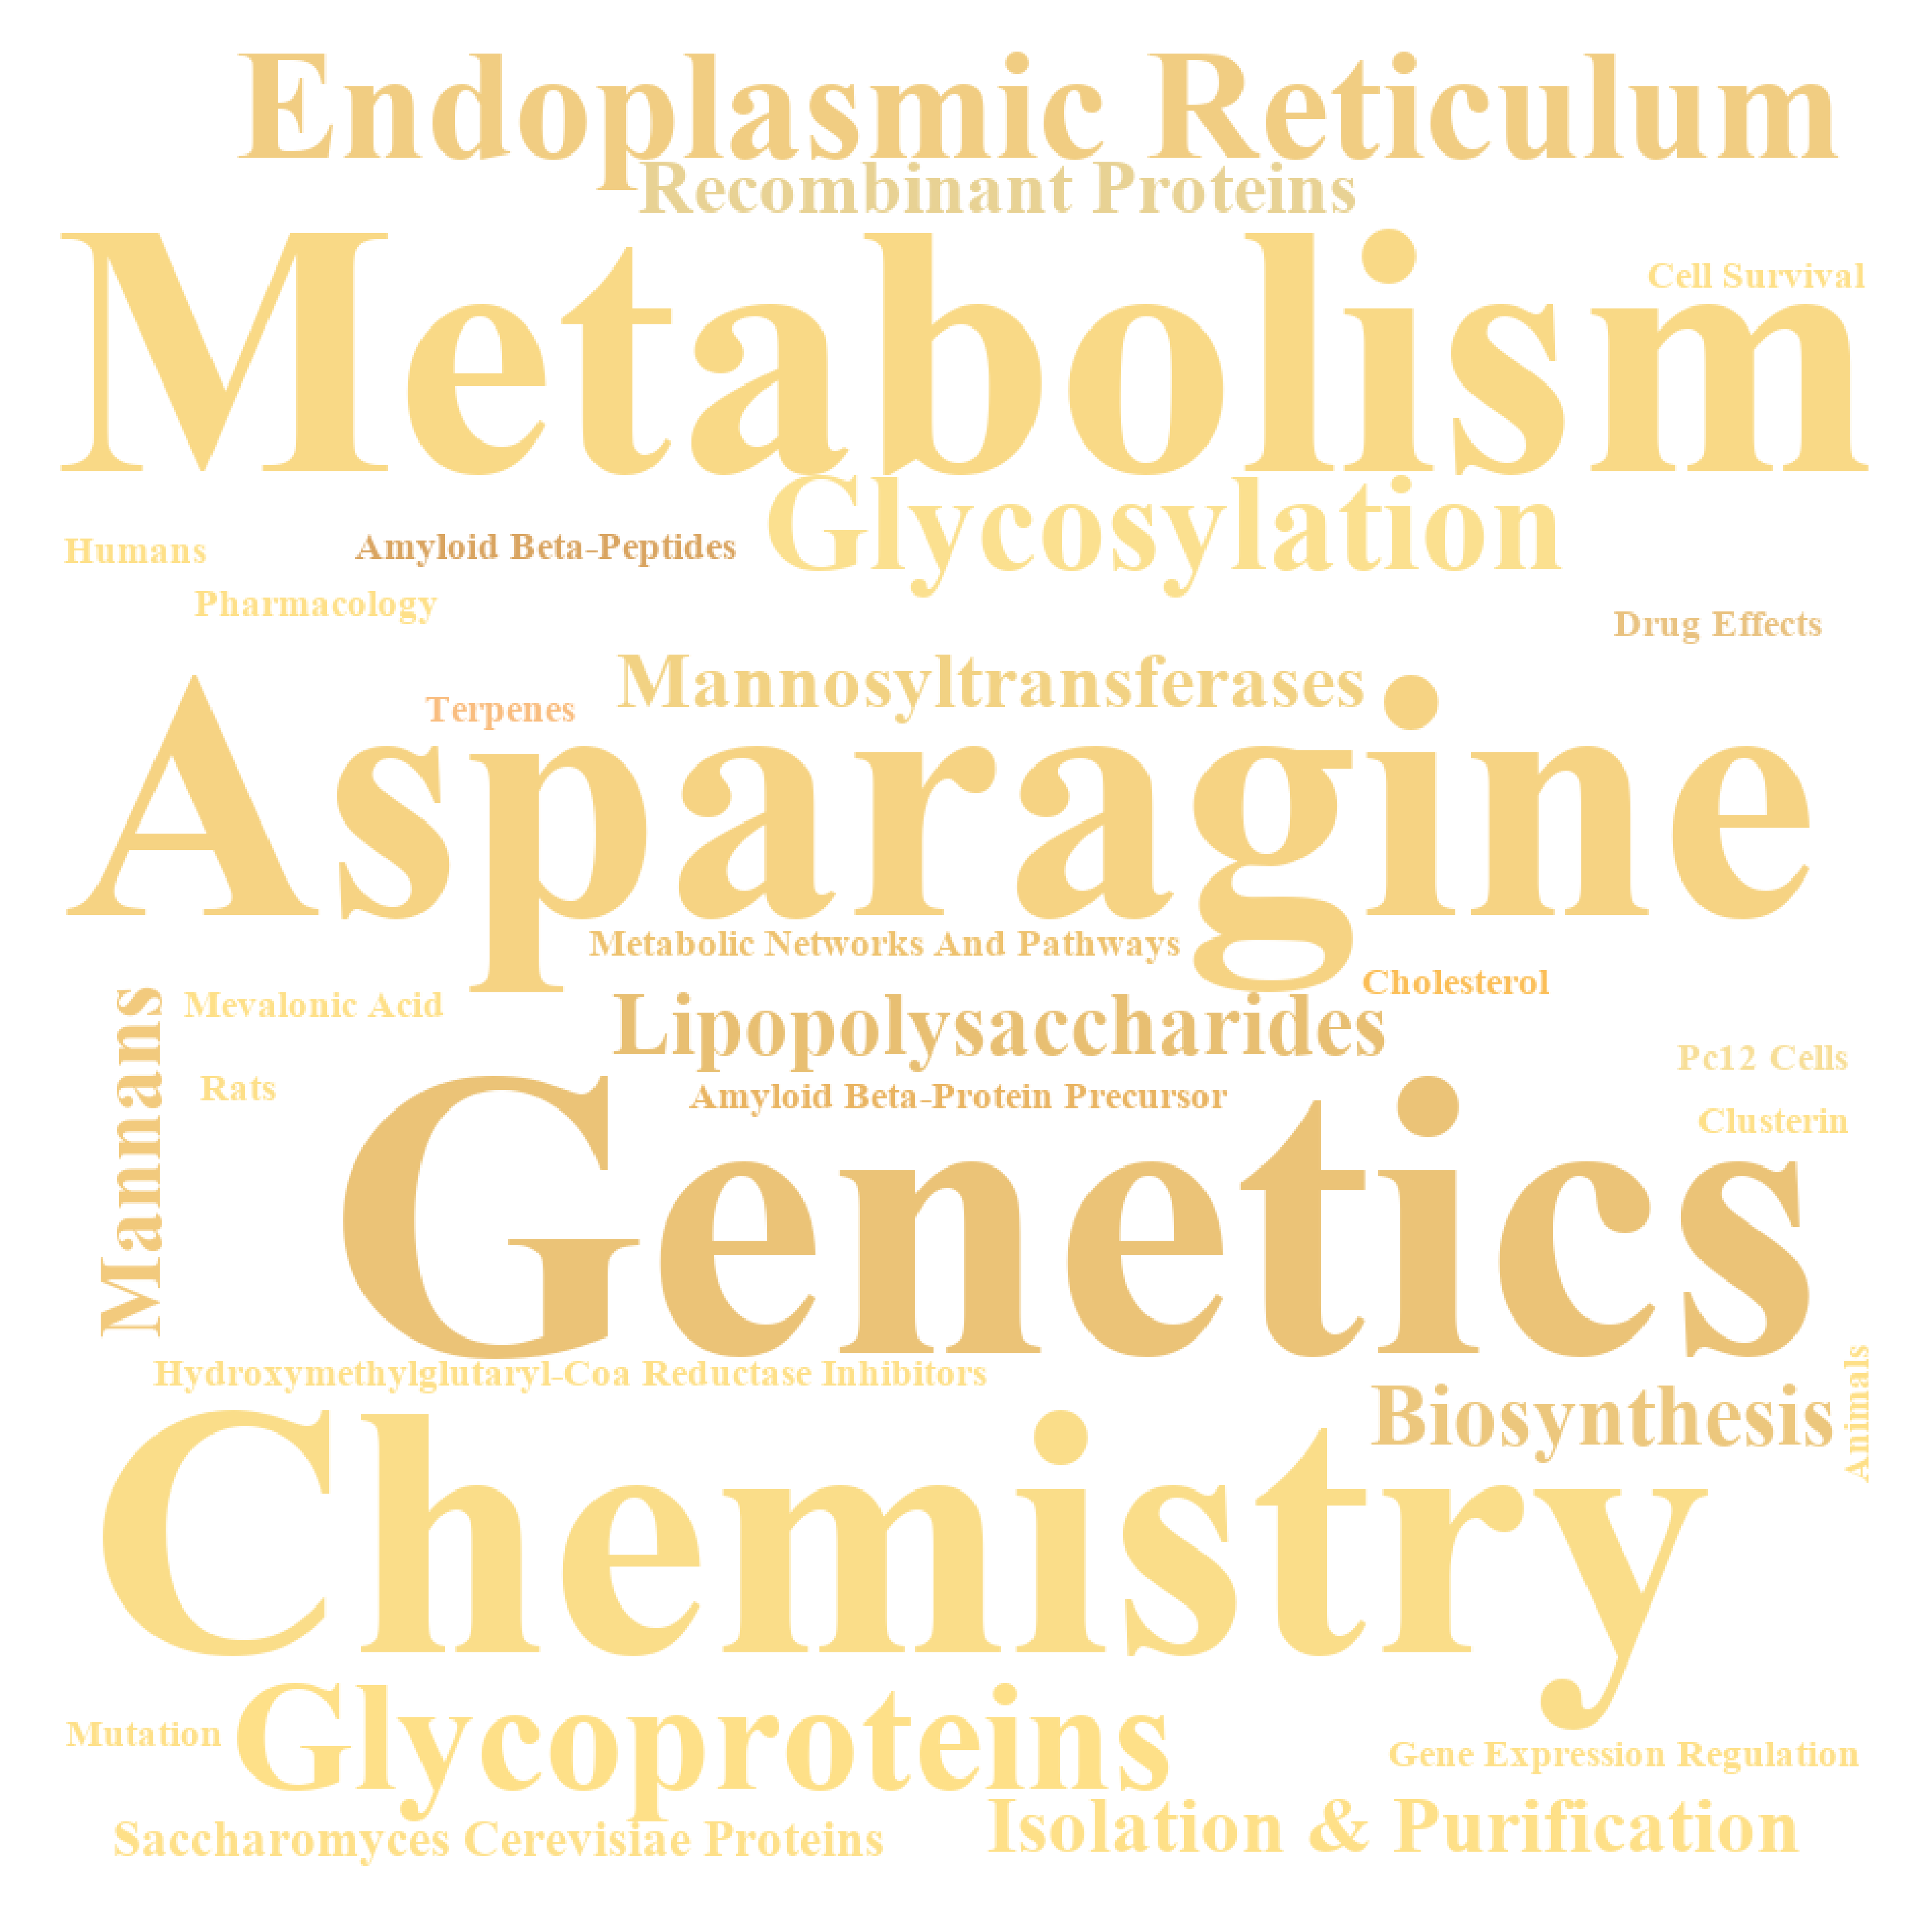 Endoplasmic Reticulum
Recombinant Proteins
Metabolism
Cell Survival
Glycosylation
Humans
Amyloid Beta-Peptides
Pharmacology
Drug Effects
Mannosyltransferases
Terpenes
Asparagine
Metabolic Networks And Pathways
Cholesterol
Mannans
Mevalonic Acid
Lipopolysaccharides
Pc12 Cells
Rats
Amyloid Beta-Protein Precursor
Clusterin
Genetics
Hydroxymethylglutaryl-Coa Reductase Inhibitors
Biosynthesis
Animals
Chemistry
Glycoproteins
Mutation
Gene Expression Regulation
Isolation & Purification
Saccharomyces Cerevisiae Proteins